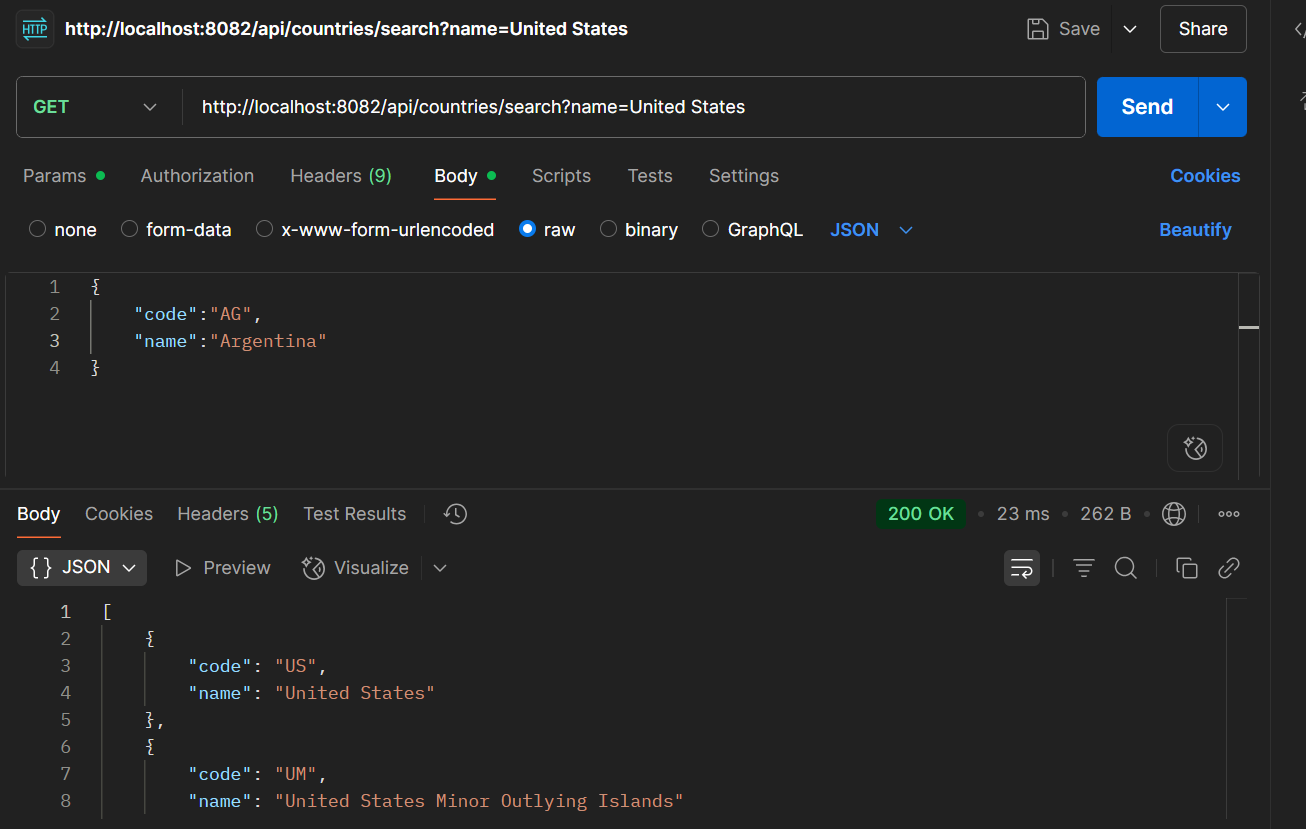 HTTP http://localhost:8082/api/countries/search?name=United States Save Share
GET http://localhost:8082/api/countries/search?name=United States Send
Params Authorization Headers (9) Body Scripts Tests Settings Cookies
none form-data x-www-form-urlencoded raw binary GraphQL JSON Beautify
1 {
2 "code":"AG",
3 "name":"Argentina"
4 }
Body Cookies Headers (5) Test Results 200 OK • 23 ms • 262 B •
{} JSON Preview Visualize
1 [
2 {
3 "code": "US",
4 "name": "United States"
5 },
6 {
7 "code": "UM",
8 "name": "United States Minor Outlying Islands"